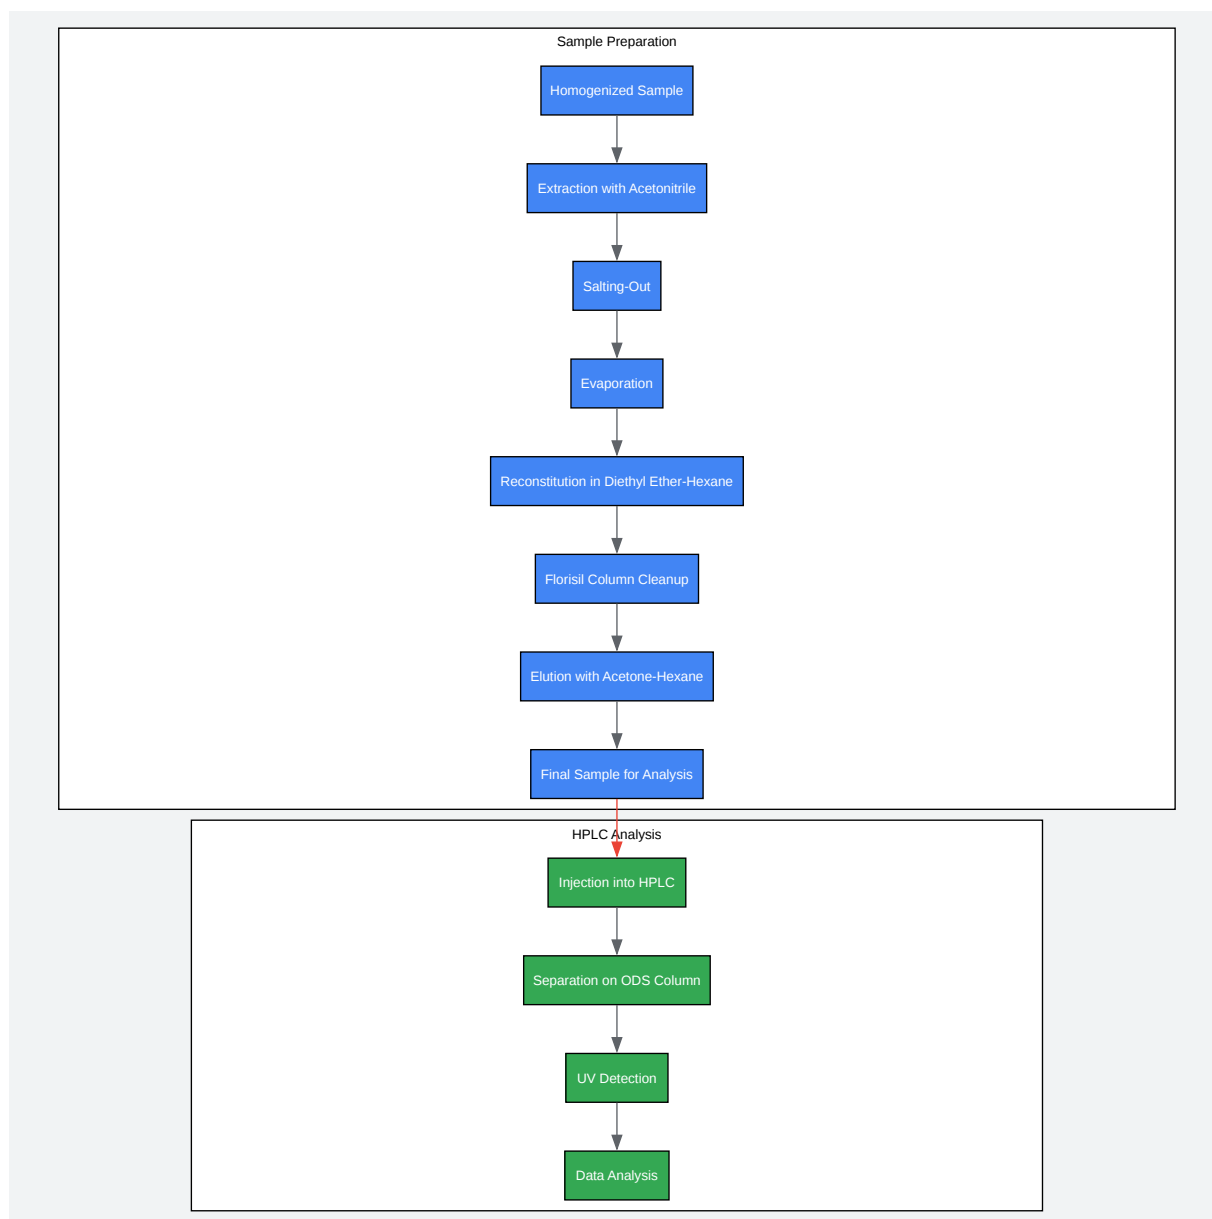 Sample Preparation
Homogenized Sample
Extraction with Acetonitrile
Salting-Out
Evaporation
Reconstitution in Diethyl Ether-Hexane
Florisil Column Cleanup
Elution with Acetone-Hexane
Final Sample for Analysis
HPLC Analysis
Injection into HPLC
Separation on ODS Column
UV Detection
Data Analysis